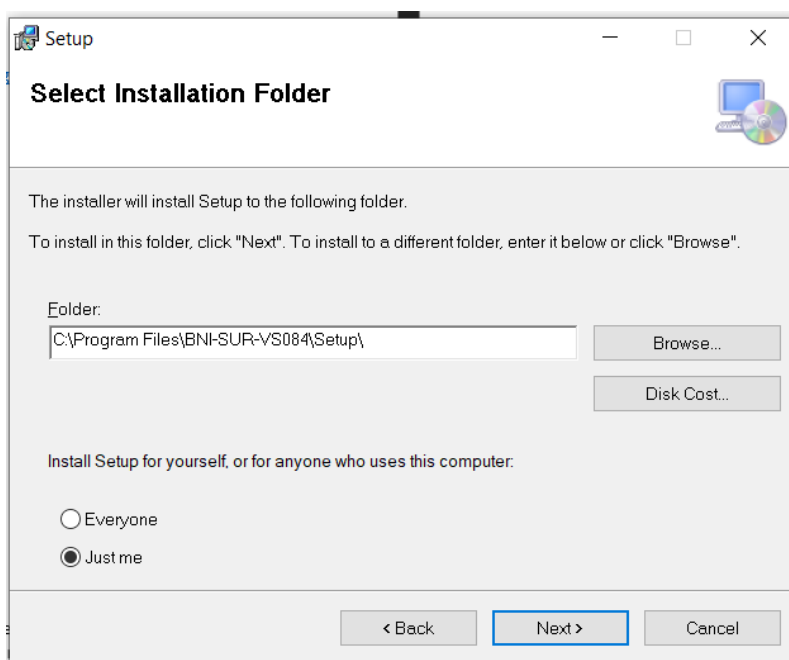 Setup
Select Installation Folder
The installer will install Setup to the following folder.
To install in this folder, click "Next". To install to a different folder, enter it below or click "Browse".
Folder:
C:\Program Files\BNI-SUR-VS084\Setup\
Browse...
Disk Cost...
Install Setup for yourself, or for anyone who uses this computer:
Everyone
Just me
< Back
Next >
Cancel